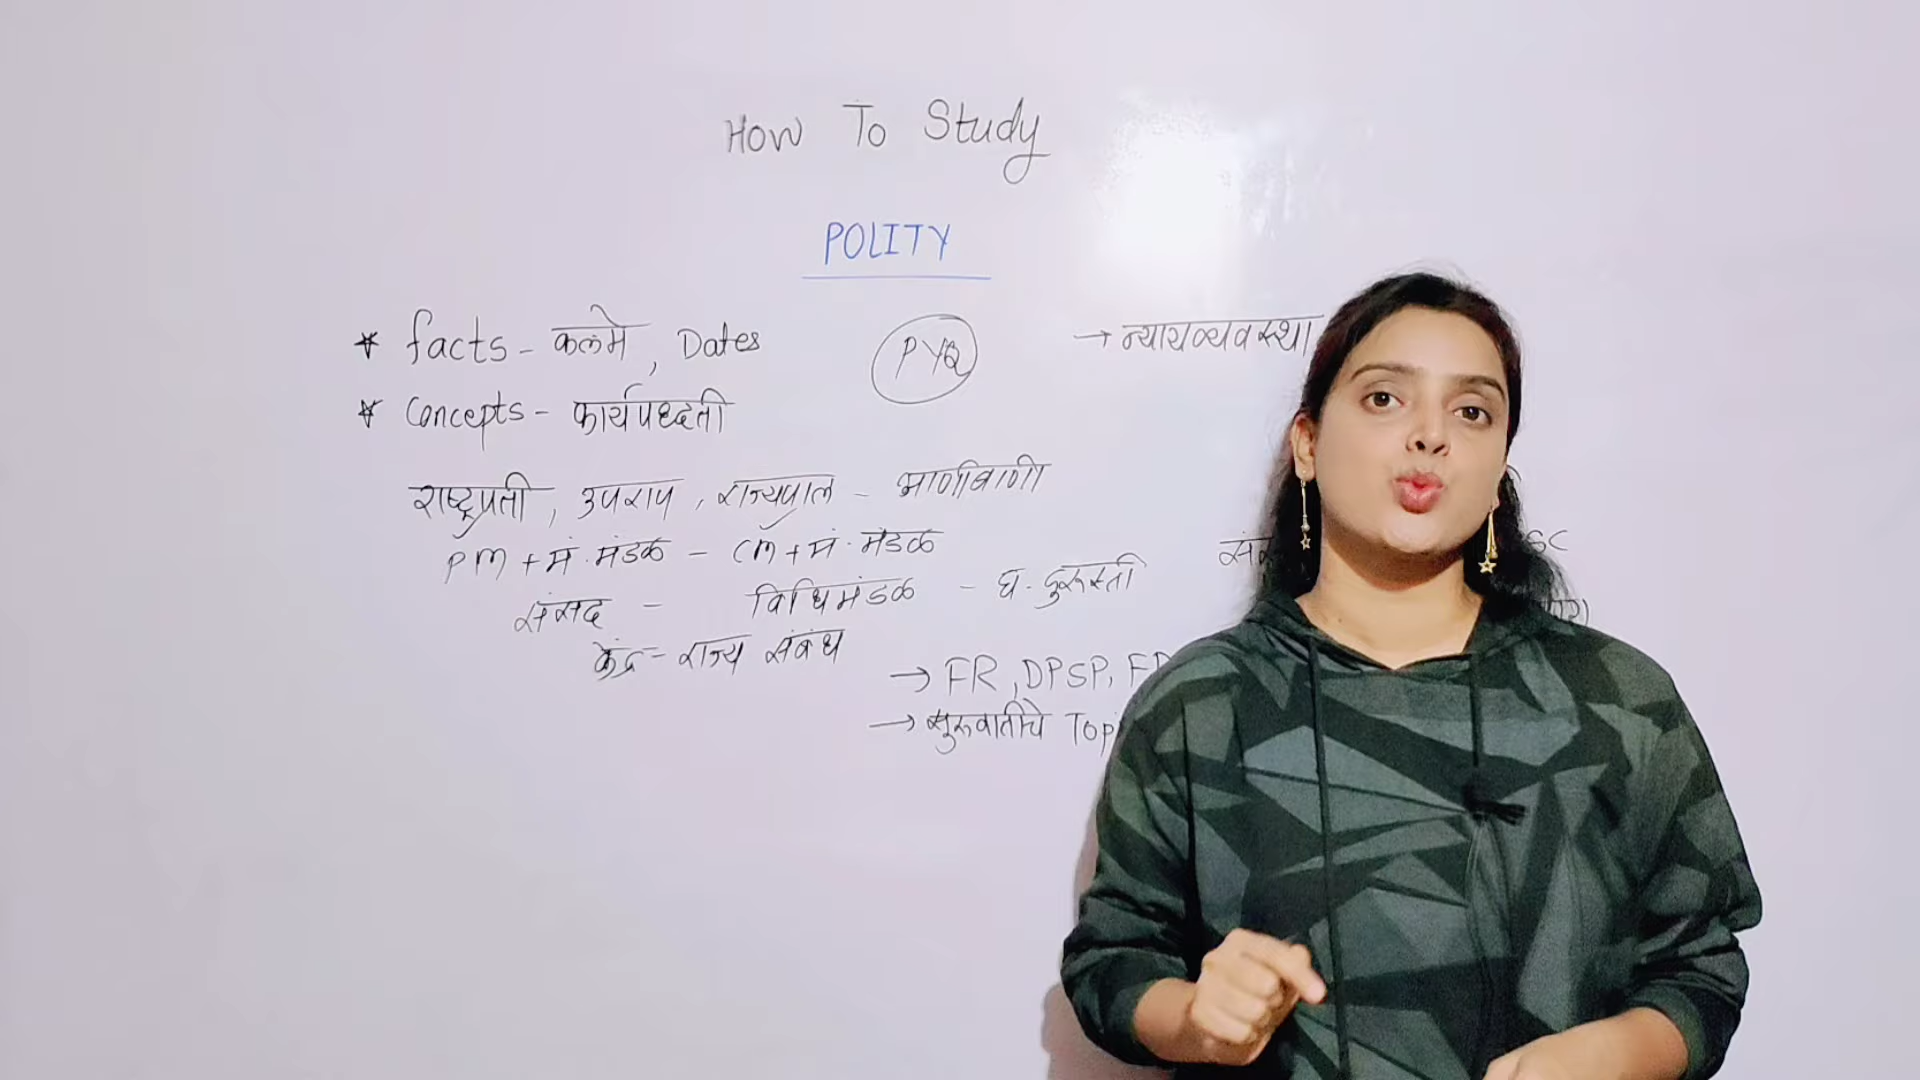 How To Study
POLITY
* facts - कलमे, Dates
PYQ
→ न्यायव्यवस्था
* Concepts - कार्यपध्दती
राष्ट्रपती, उपराप, राज्यपाल - आणीबाणी
PM + मं. मंडळ - CM + मं. मंडळ
संसद - विधिमंडळ - घ. दुरुस्ती
केंद्र - राज्य संबंध
→ FR, DPSP,
→ सुरुवातीचे